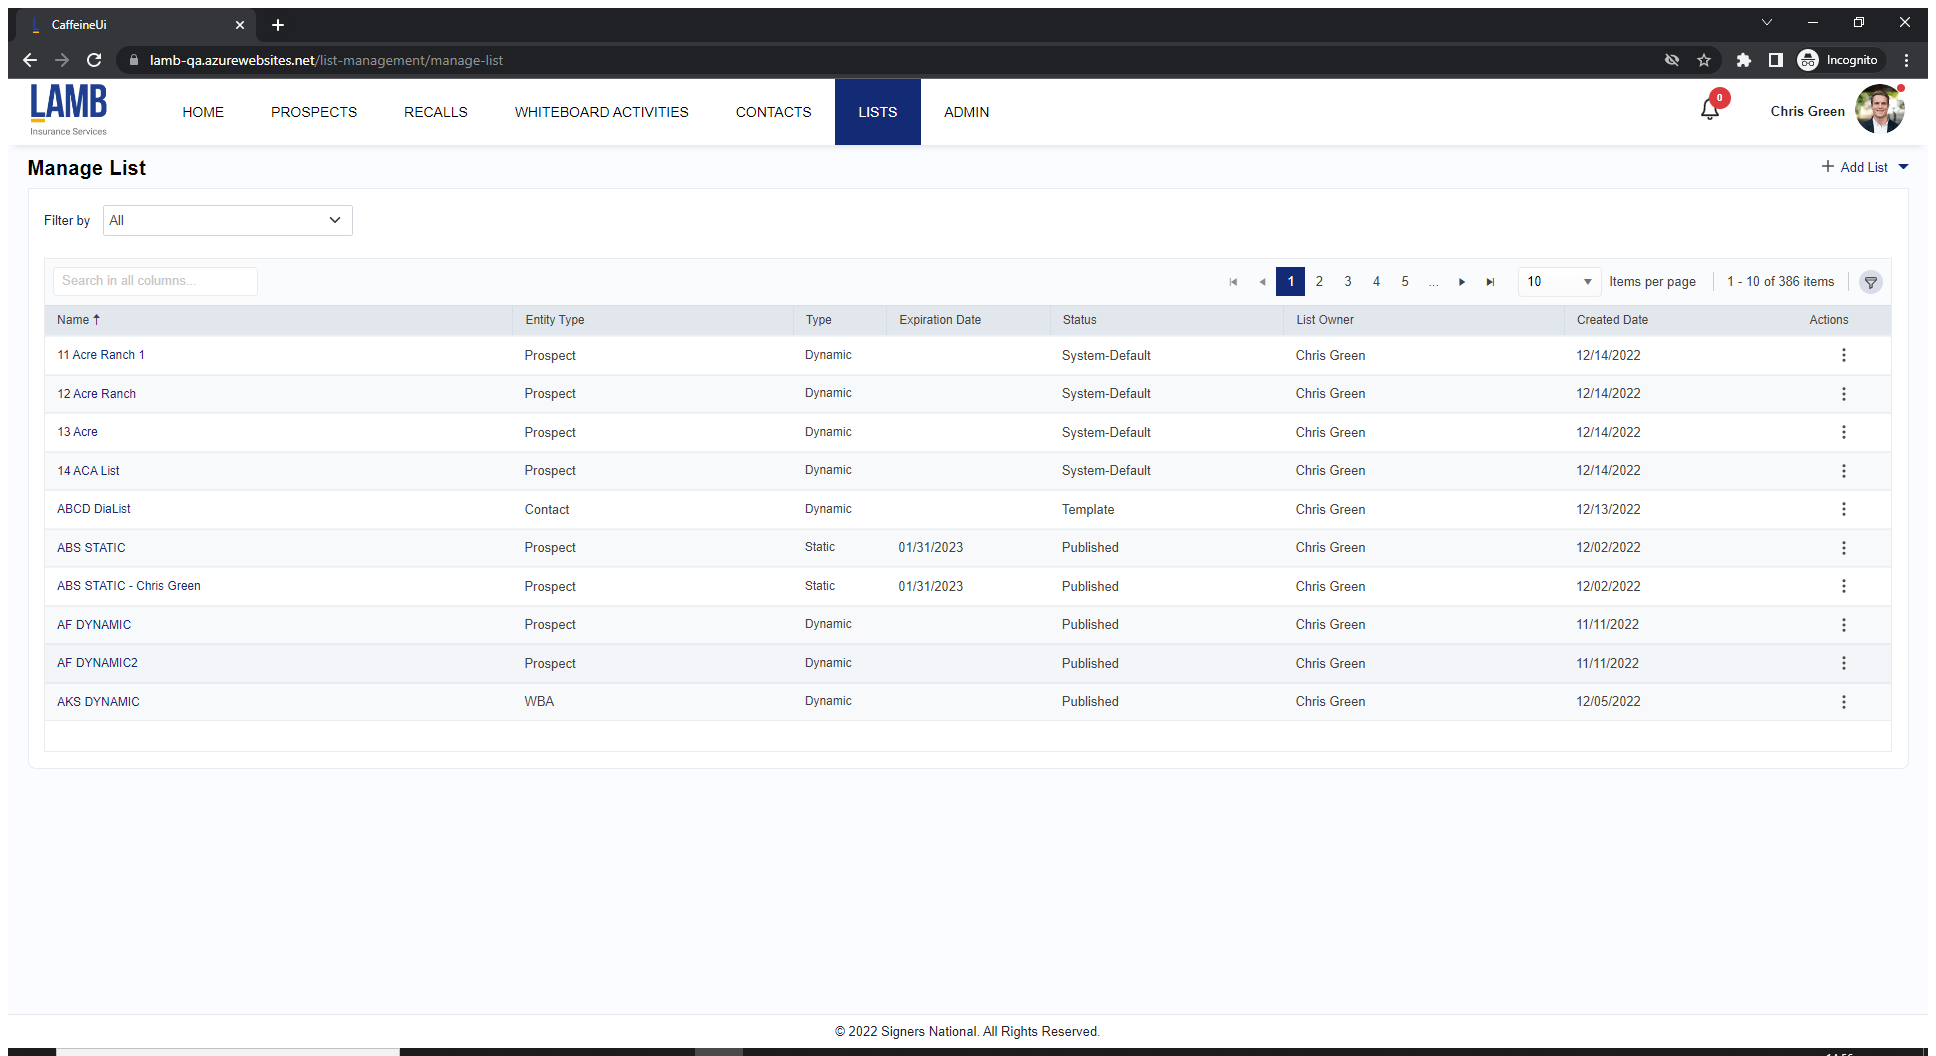 CaffeineUi
lamb-qa.azurewebsites.net/list-management/manage-list
Incognito
LAMB
Insurance Services
HOME PROSPECTS RECALLS WHITEBOARD ACTIVITIES CONTACTS LISTS ADMIN
0
Chris Green
Manage List
Add List
Filter by All
Search in all columns...
1 2 3 4 5 ... 10 Items per page 1 - 10 of 386 items
Name Entity Type Type Expiration Date Status List Owner Created Date Actions
11 Acre Ranch 1 Prospect Dynamic System-Default Chris Green 12/14/2022
12 Acre Ranch Prospect Dynamic System-Default Chris Green 12/14/2022
13 Acre Prospect Dynamic System-Default Chris Green 12/14/2022
14 ACA List Prospect Dynamic System-Default Chris Green 12/14/2022
ABCD DiaList Contact Dynamic Template Chris Green 12/13/2022
ABS STATIC Prospect Static 01/31/2023 Published Chris Green 12/02/2022
ABS STATIC - Chris Green Prospect Static 01/31/2023 Published Chris Green 12/02/2022
AF DYNAMIC Prospect Dynamic Published Chris Green 11/11/2022
AF DYNAMIC2 Prospect Dynamic Published Chris Green 11/11/2022
AKS DYNAMIC WBA Dynamic Published Chris Green 12/05/2022
© 2022 Signers National. All Rights Reserved.